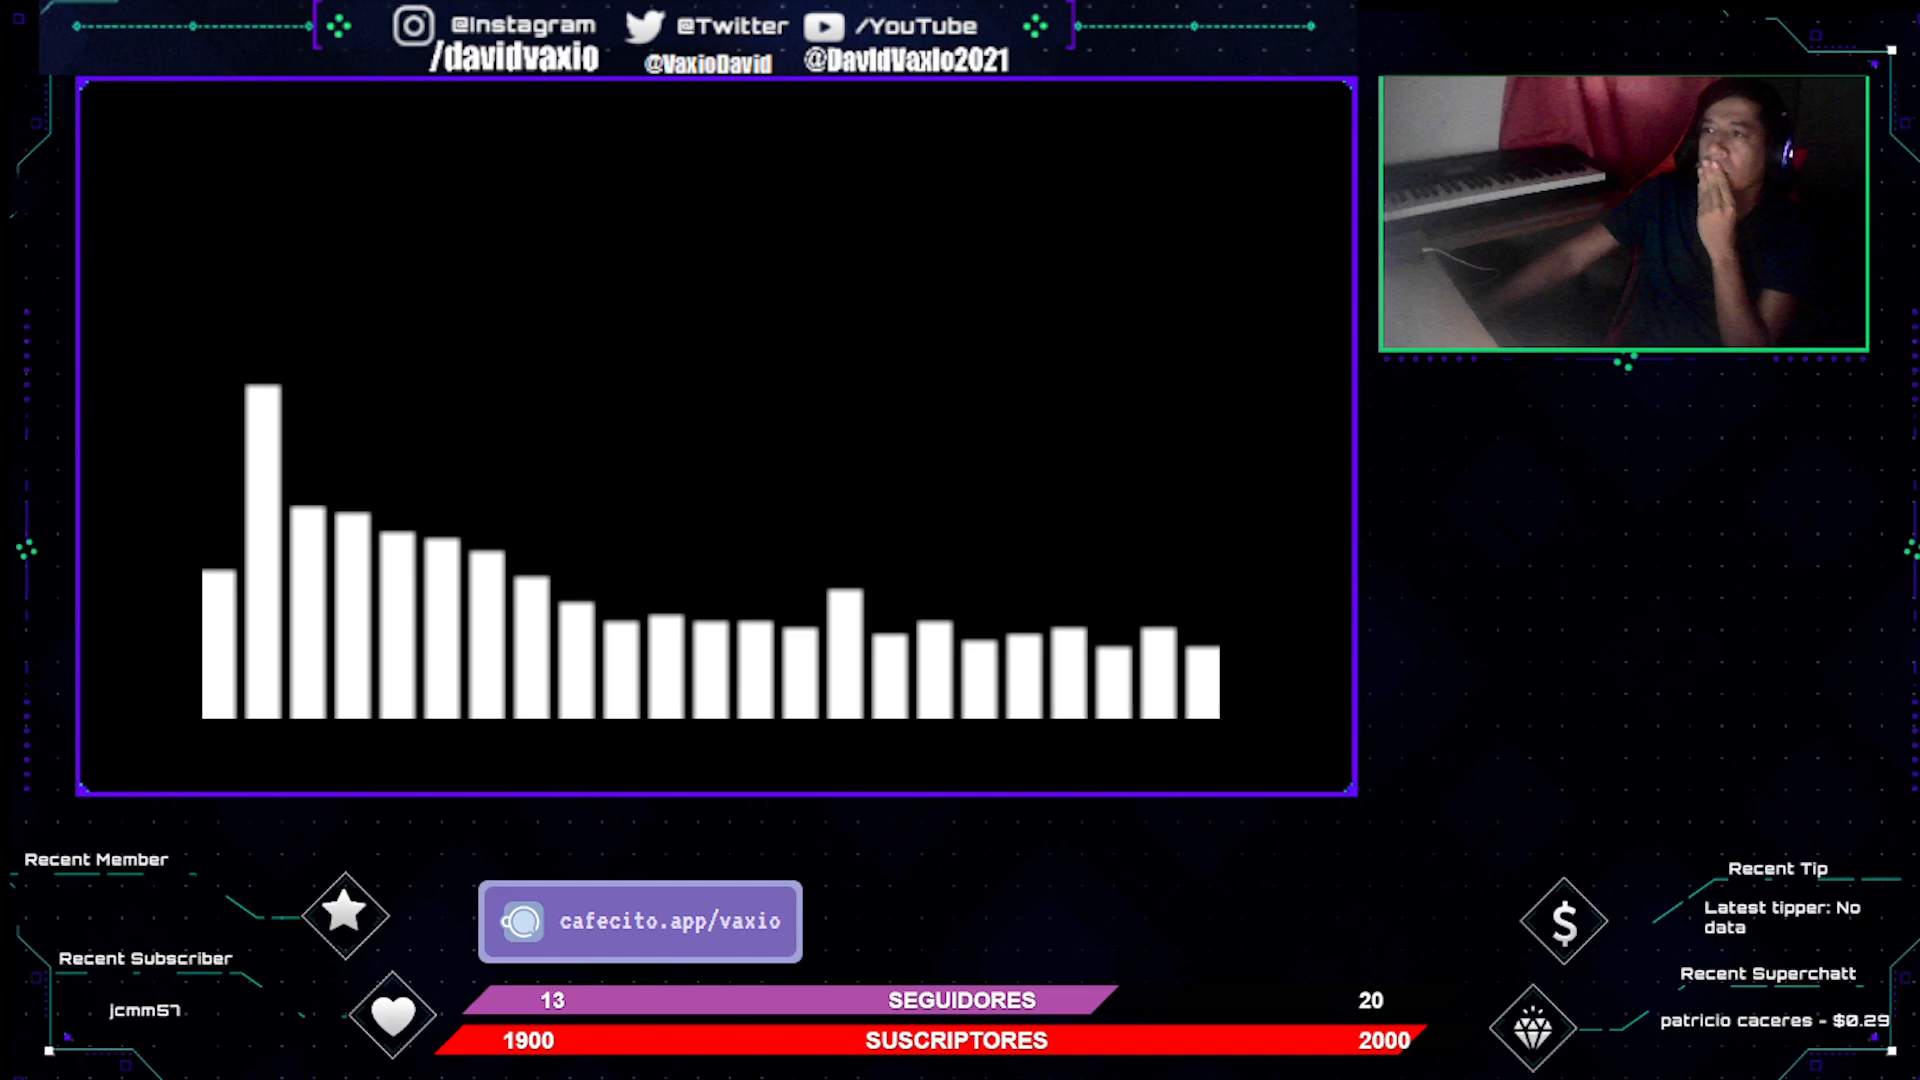 @Instagram
/davidvaxio
@Twitter
@VaxioDavid
/YouTube
@DavidVaxio2021
Recent Member
Recent Subscriber
jcmm57
cafecito.app/vaxio
13 SEGUIDORES 20
1900 SUSCRIPTORES 2000
Recent Tip
Latest tipper: No
data
Recent Superchatt
patricio caceres - $0.29